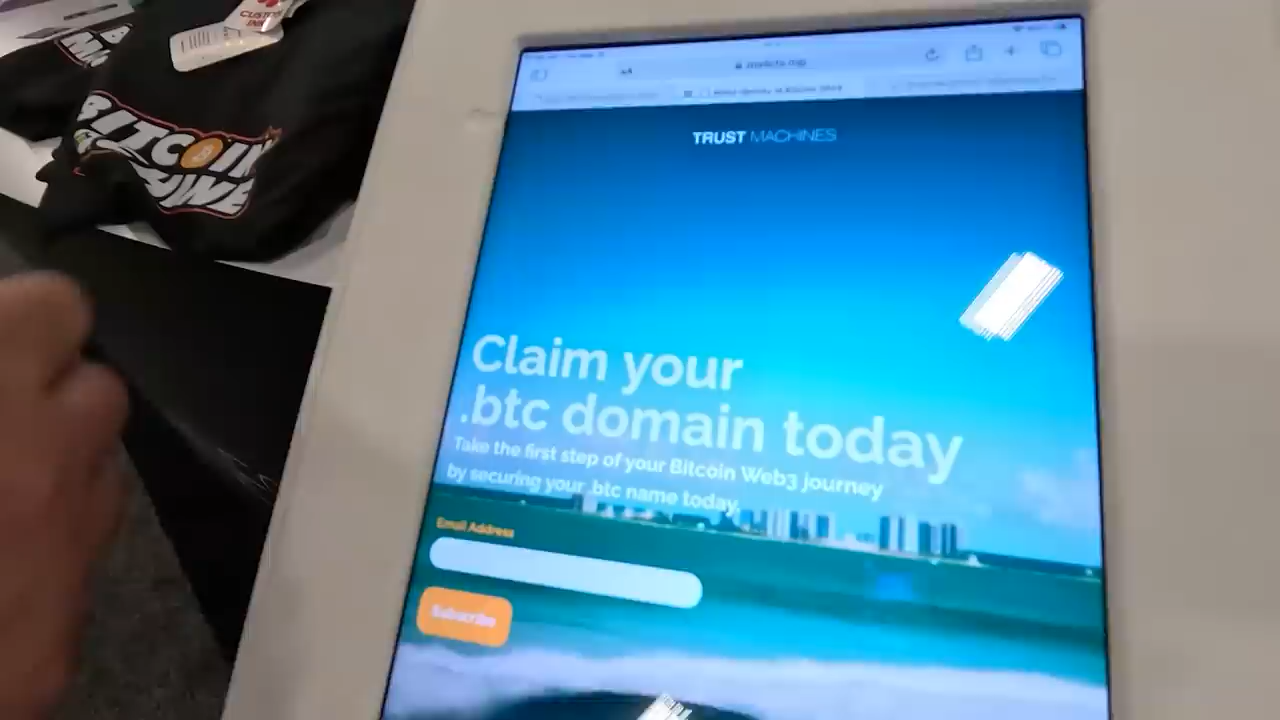 TRUST MACHINES
Claim your
.btc domain today
Take the first step of your Bitcoin Web3 journey
by securing your .btc name today.
Email Address
Subscribe
BITCOIN